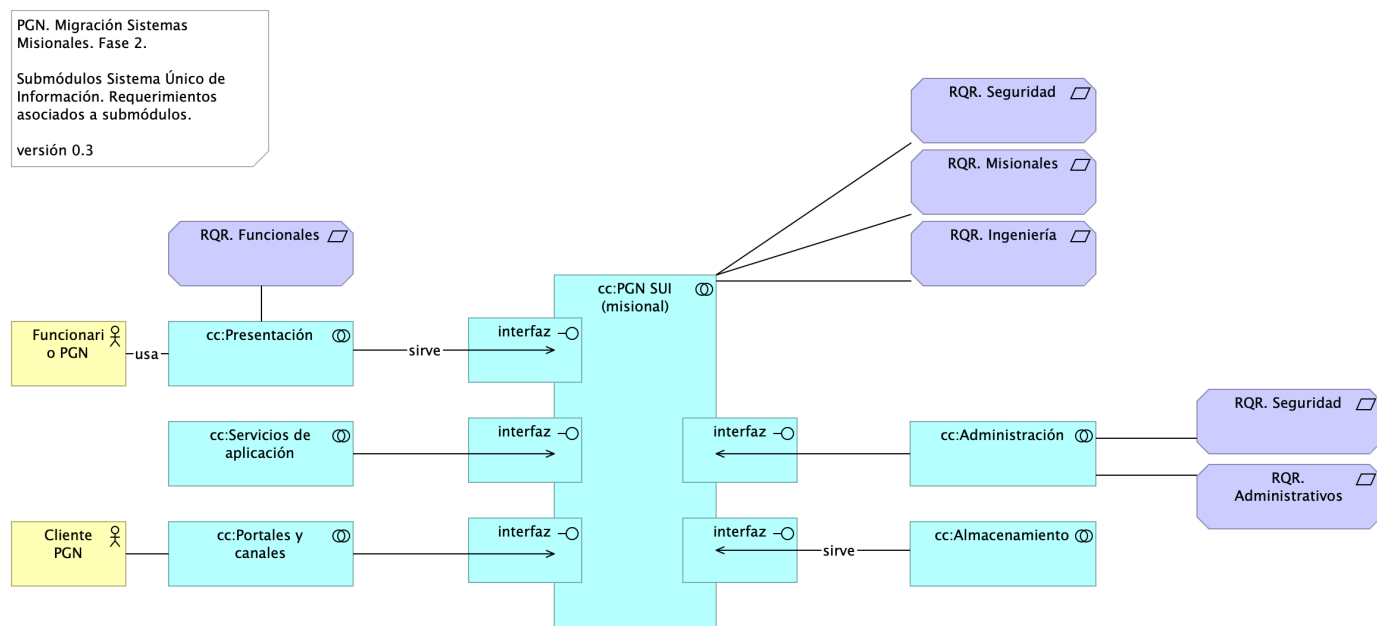 PGN. Migración Sistemas
Misionales. Fase 2.
Submódulos Sistema Único de
Información. Requerimientos
asociados a submódulos.
versión 0.3
RQR. Seguridad
RQR. Misionales
RQR. Ingeniería
RQR. Funcionales
cc:PGN SUI
(misional)
Funcionari
o PGN
usa
cc:Presentación
sirve
interfaz
cc:Servicios de
aplicación
interfaz
interfaz
cc:Administración
RQR. Seguridad
RQR.
Administrativos
Cliente
PGN
cc:Portales y
canales
interfaz
interfaz
sirve
cc:Almacenamiento